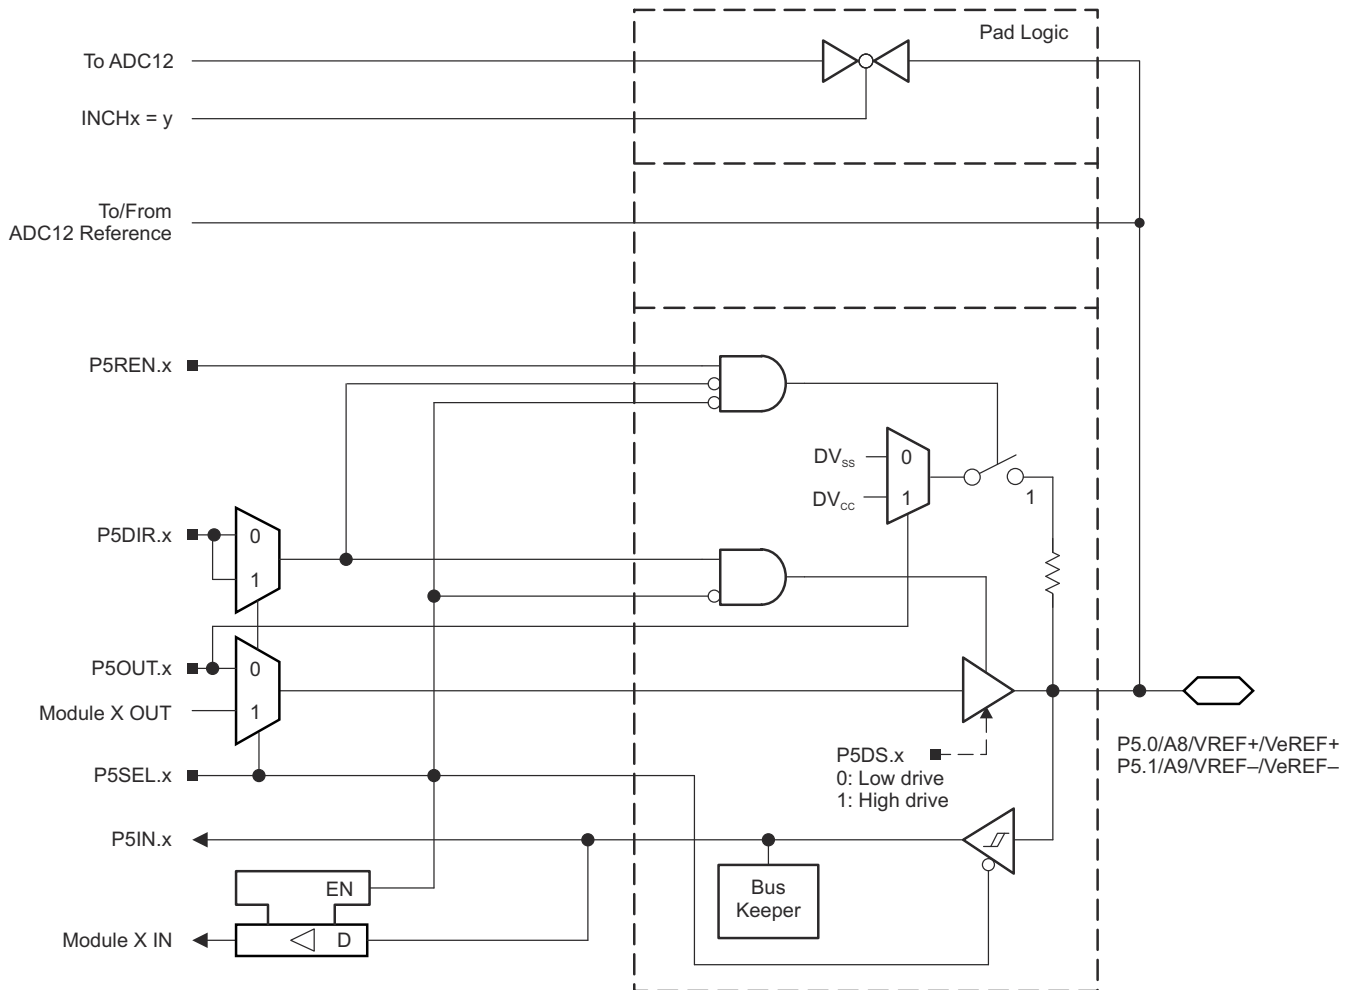 Pad Logic
To ADC12
INCHx = y
To/From
ADC12 Reference
P5REN.x
DVSS
0
DVCC
1
1
P5DIR.x
0
1
P5OUT.x
0
Module X OUT
1
P5DS.x
0: Low drive
1: High drive
P5.0/A8/VREF+/VeREF+
P5.1/A9/VREF–/VeREF–
P5SEL.x
P5IN.x
Bus
Keeper
EN
Module X IN
D